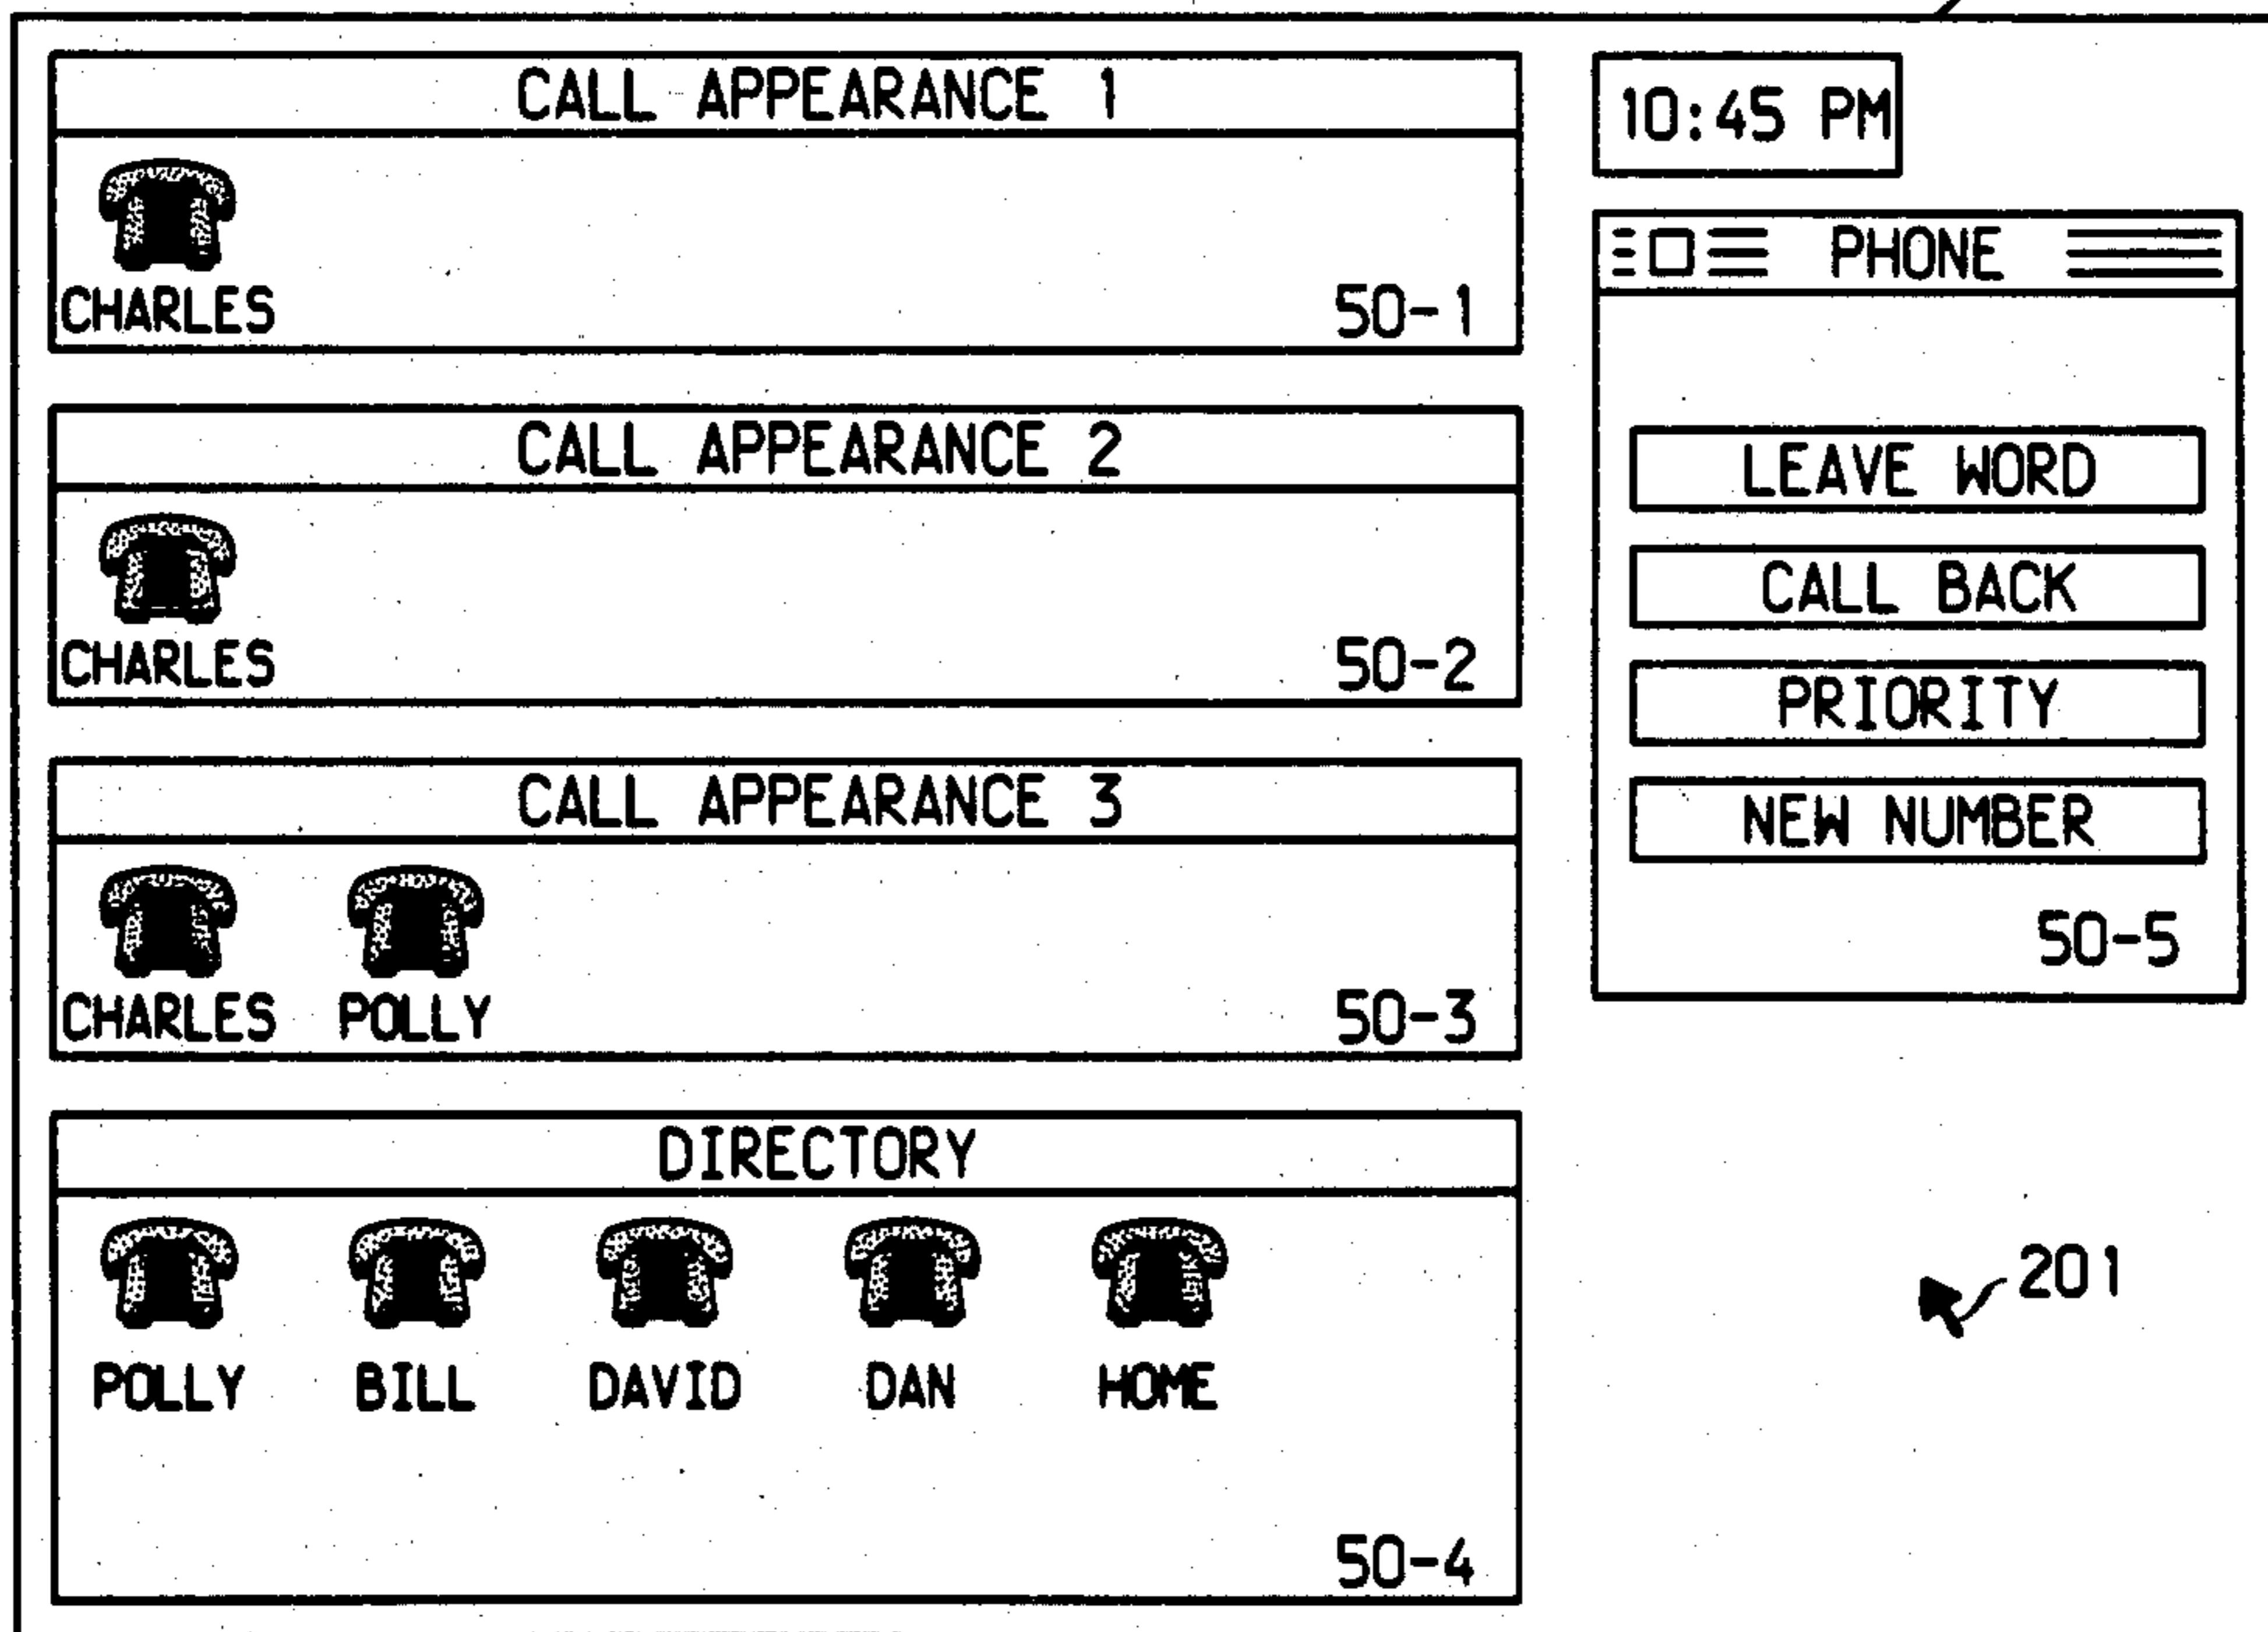 CALL APPEARANCE 1
CHARLES
50-1
CALL APPEARANCE 2
CHARLES
50-2
CALL APPEARANCE 3
CHARLES POLLY
50-3
DIRECTORY
POLLY BILL DAVID DAN HOME
50-4
10:45 PM
PHONE
LEAVE WORD
CALL BACK
PRIORITY
NEW NUMBER
50-5
201